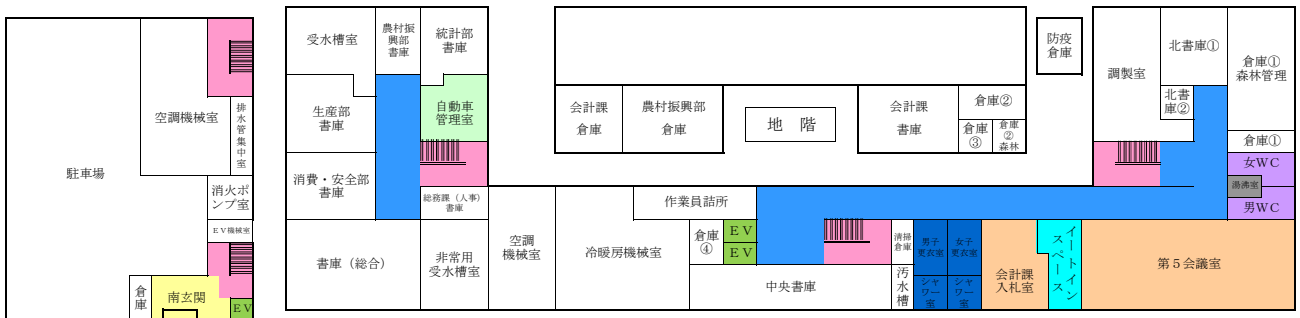 駐車場
空調機械室
排水管集中室
消火ポ
ンプ室
ＥＶ機械室
倉庫
南玄関
ＥＶ
受水槽室
農村振
興部
書庫
統計部
書庫
生産部
書庫
自動車
管理室
消費・安全部
書庫
総務課（人事）
書庫
書庫（総合）
非常用
受水槽室
空調
機械室
会計課
倉庫
農村振興部
倉庫
地　階
会計課
書庫
倉庫②
倉庫
③
倉庫
②
森林
防疫
倉庫
作業員詰所
冷暖房機械室
倉庫
④
ＥＶ
ＥＶ
中央書庫
清掃
倉庫
汚水槽
男子
更衣室
女子
更衣室
シャ
ワー
室
シャ
ワー
室
会計課
入札室
イートイン
スペース
第５会議室
調製室
北書庫①
北書
庫②
倉庫①
森林管理
倉庫①
女ＷＣ
湯沸室
男ＷＣ